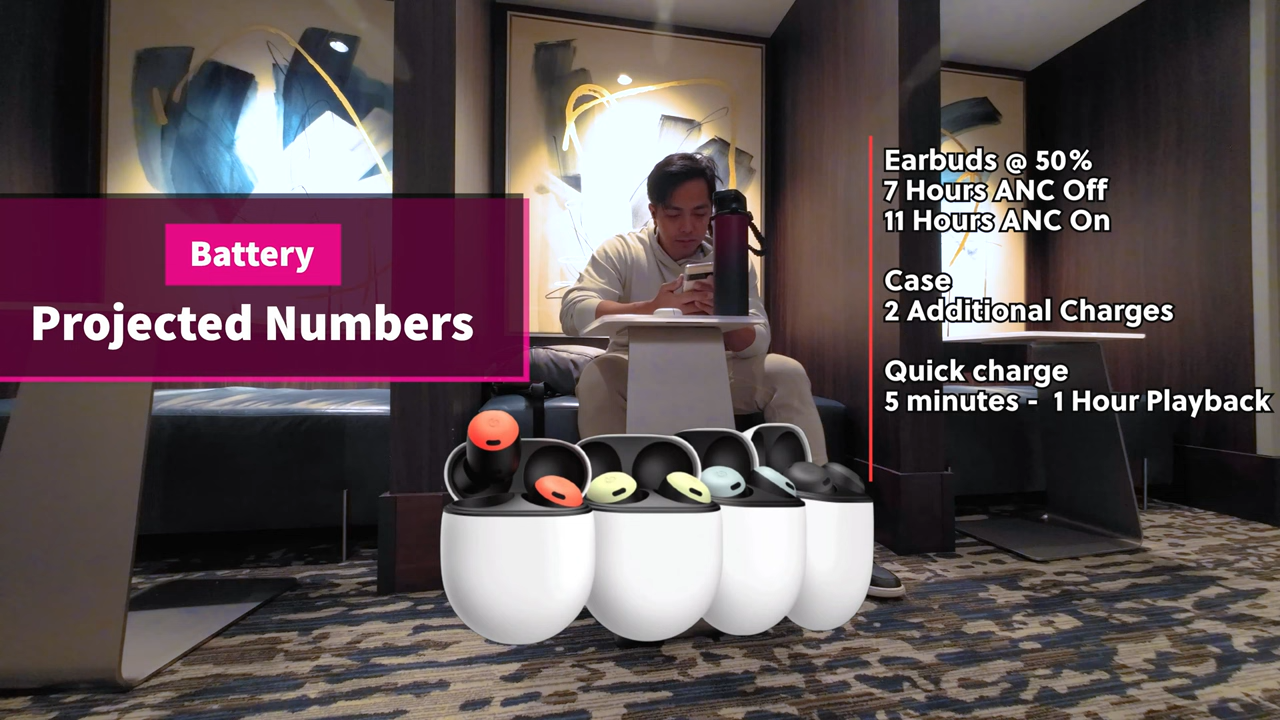 Battery
Projected Numbers
Earbuds @ 50%
7 Hours ANC Off
11 Hours ANC On
Case
2 Additional Charges
Quick charge
5 minutes - 1 Hour Playback